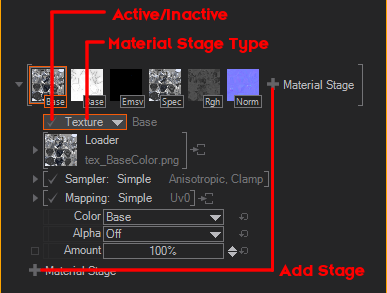 Active/Inactive
Material Stage Type
Base Base Emsv Spec Rgh Norm Material Stage
Texture Base
Loader
tex_BaseColor.png
Sampler: Simple Anisotropic, Clamp
Mapping: Simple Uv0
Color Base
Alpha Off
Amount 100%
Material Stage
Add Stage